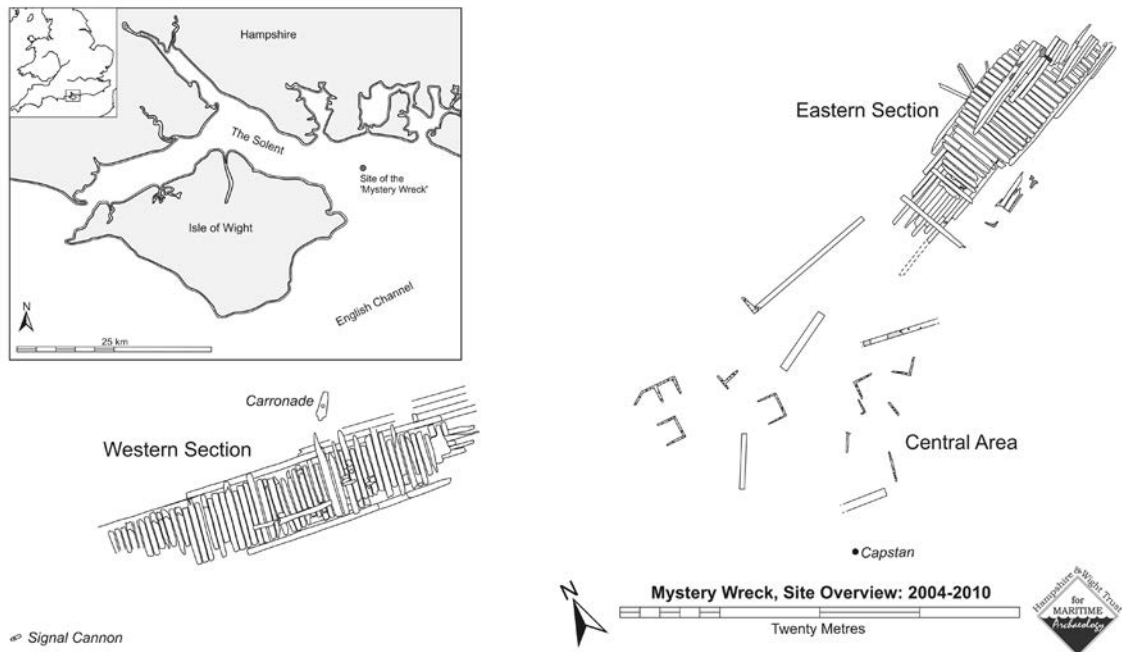 Hampshire
The Solent
Site of the
'Mystery Wreck'
Isle of Wight
English Channel
N
25 km
Carronade
Western Section
Signal Cannon
Eastern Section
Central Area
Capstan
N
Mystery Wreck, Site Overview: 2004-2010
Twenty Metres
Hampshire & Wight Trust
for
MARITIME
Archaeology